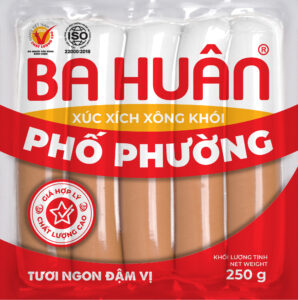 ISO
22000:2018
BA HUÂN®
XÚC XÍCH XÔNG KHÓI
PHỐ PHƯỜNG
GIÁ HỢP LÝ
CHẤT LƯỢNG CAO
KHỐI LƯỢNG TỊNH
NET WEIGHT
TƯƠI NGON ĐẬM VỊ
250 g